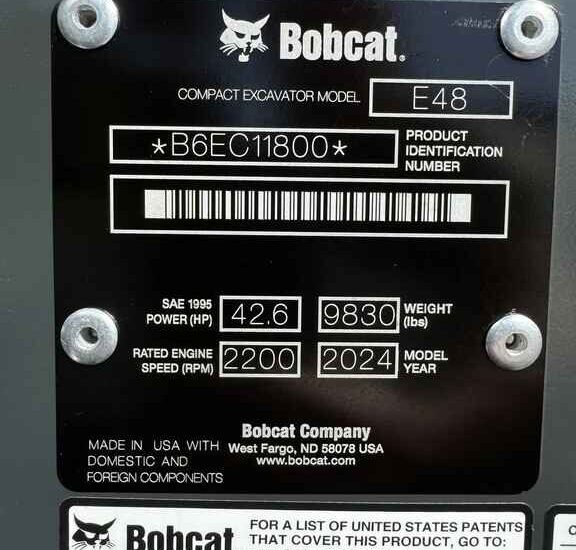 Bobcat.
COMPACT EXCAVATOR MODEL E48
*B6EC11800* PRODUCT
IDENTIFICATION
NUMBER
SAE 1995
POWER (HP) 42.6 9830 WEIGHT
(lbs)
RATED ENGINE
SPEED (RPM) 2200 2024 MODEL
YEAR
Bobcat Company
West Fargo, ND 58078 USA
www.bobcat.com
MADE IN USA WITH
DOMESTIC AND
FOREIGN COMPONENTS
Bobcat
FOR A LIST OF UNITED STATES PATENTS
THAT COVER THIS PRODUCT, GO TO: